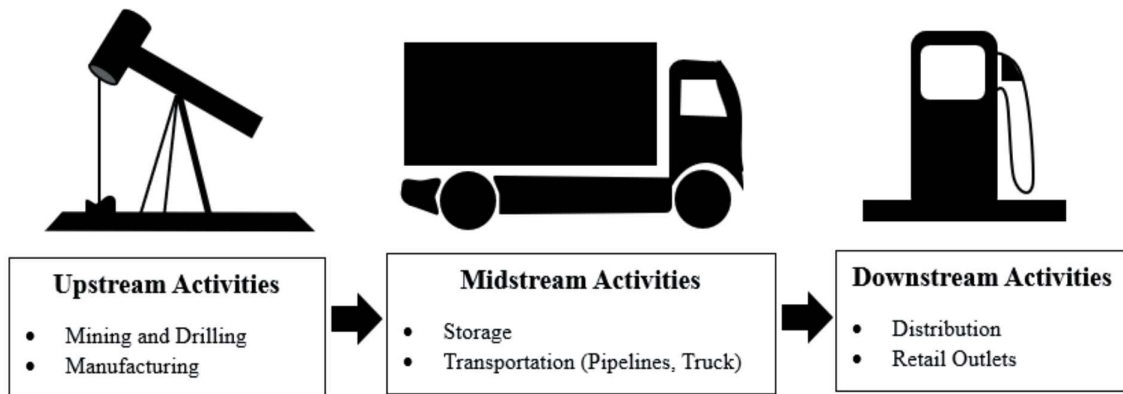 Upstream Activities
• Mining and Drilling
• Manufacturing
Midstream Activities
• Storage
• Transportation (Pipelines, Truck)
Downstream Activities
• Distribution
• Retail Outlets